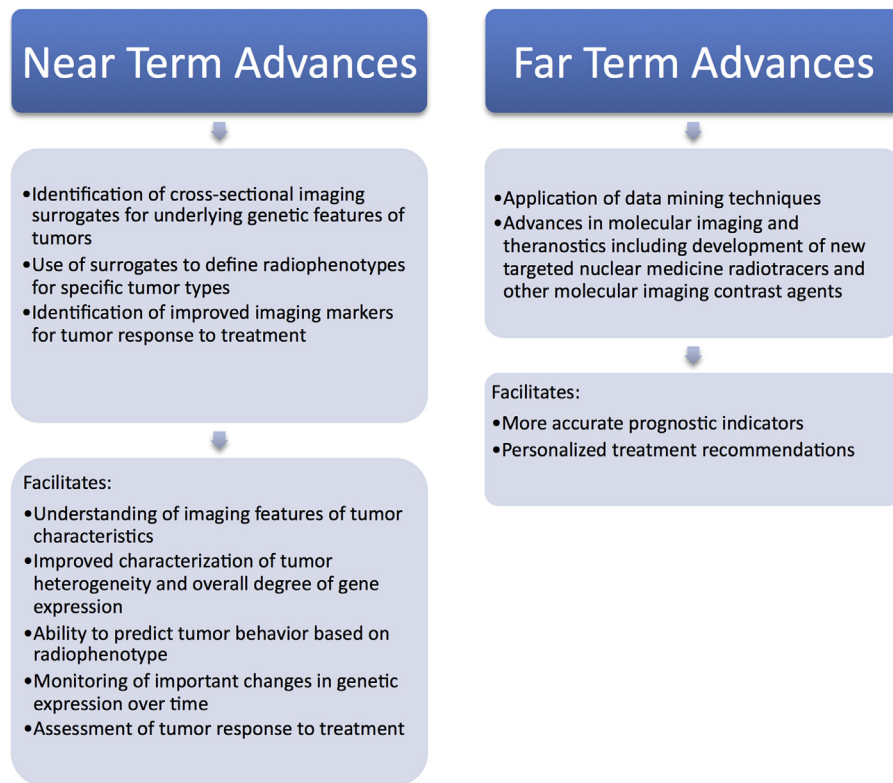 Near Term Advances
•Identification of cross-sectional imaging
surrogates for underlying genetic features of
tumors
•Use of surrogates to define radiophenotypes
for specific tumor types
•Identification of improved imaging markers
for tumor response to treatment
Facilitates:
•Understanding of imaging features of tumor
characteristics
•Improved characterization of tumor
heterogeneity and overall degree of gene
expression
•Ability to predict tumor behavior based on
radiophenotype
•Monitoring of important changes in genetic
expression over time
•Assessment of tumor response to treatment
Far Term Advances
•Application of data mining techniques
•Advances in molecular imaging and
theranostics including development of new
targeted nuclear medicine radiotracers and
other molecular imaging contrast agents
Facilitates:
•More accurate prognostic indicators
•Personalized treatment recommendations